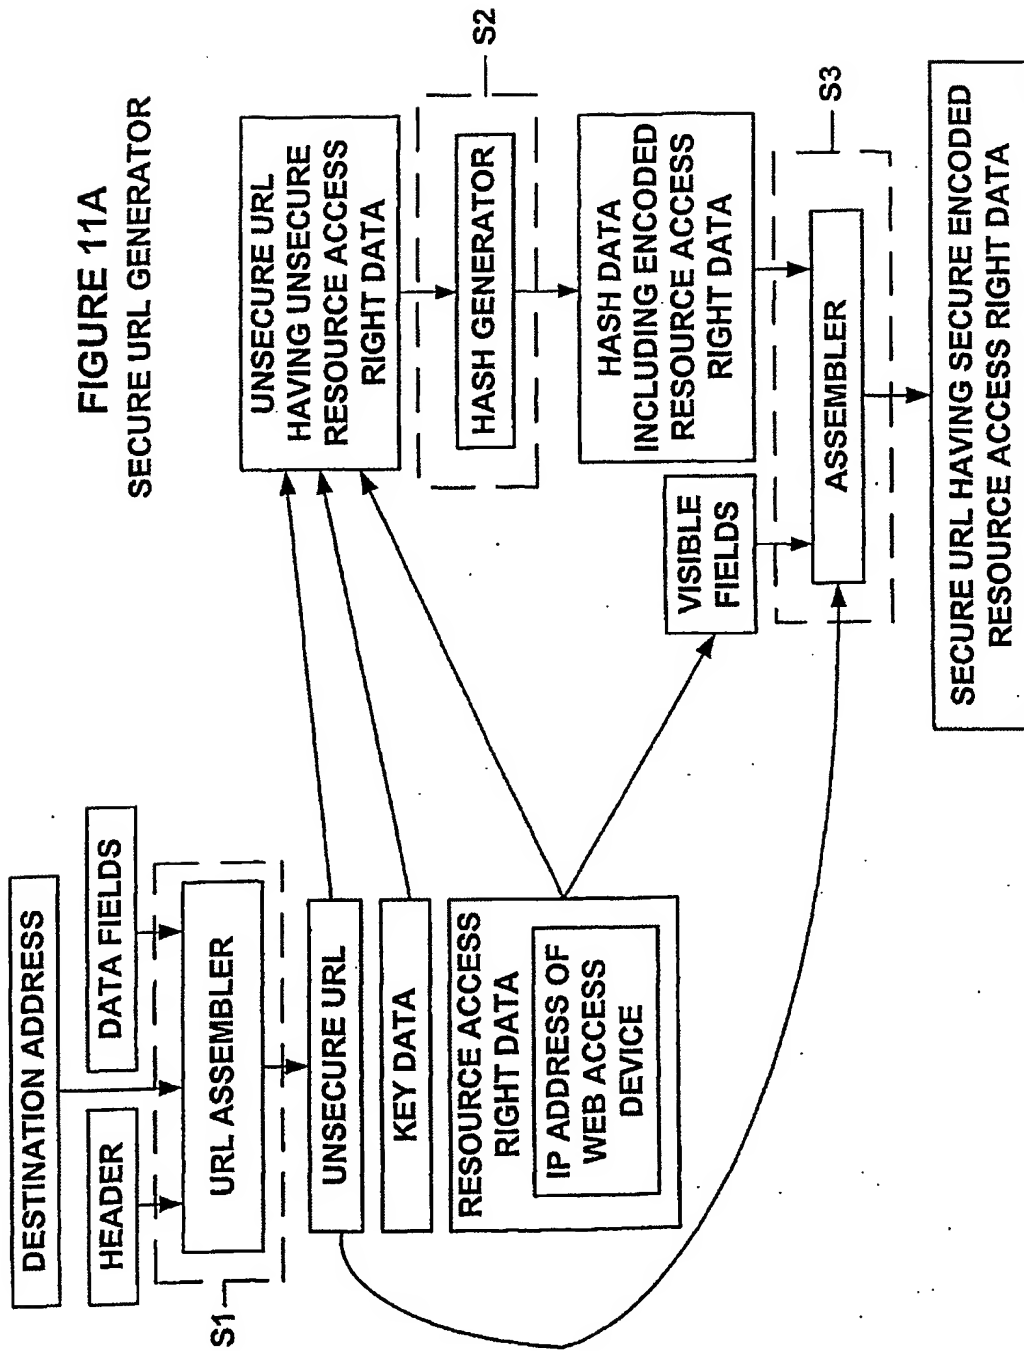 FIGURE 11A
SECURE URL GENERATOR
DESTINATION ADDRESS
HEADER
DATA FIELDS
URL ASSEMBLER
S1
UNSECURE URL
KEY DATA
RESOURCE ACCESS
RIGHT DATA
IP ADDRESS OF
WEB ACCESS
DEVICE
UNSECURE URL
HAVING UNSECURE
RESOURCE ACCESS
RIGHT DATA
HASH GENERATOR
S2
HASH DATA
INCLUDING ENCODED
RESOURCE ACCESS
RIGHT DATA
VISIBLE
FIELDS
ASSEMBLER
S3
SECURE URL HAVING SECURE ENCODED
RESOURCE ACCESS RIGHT DATA